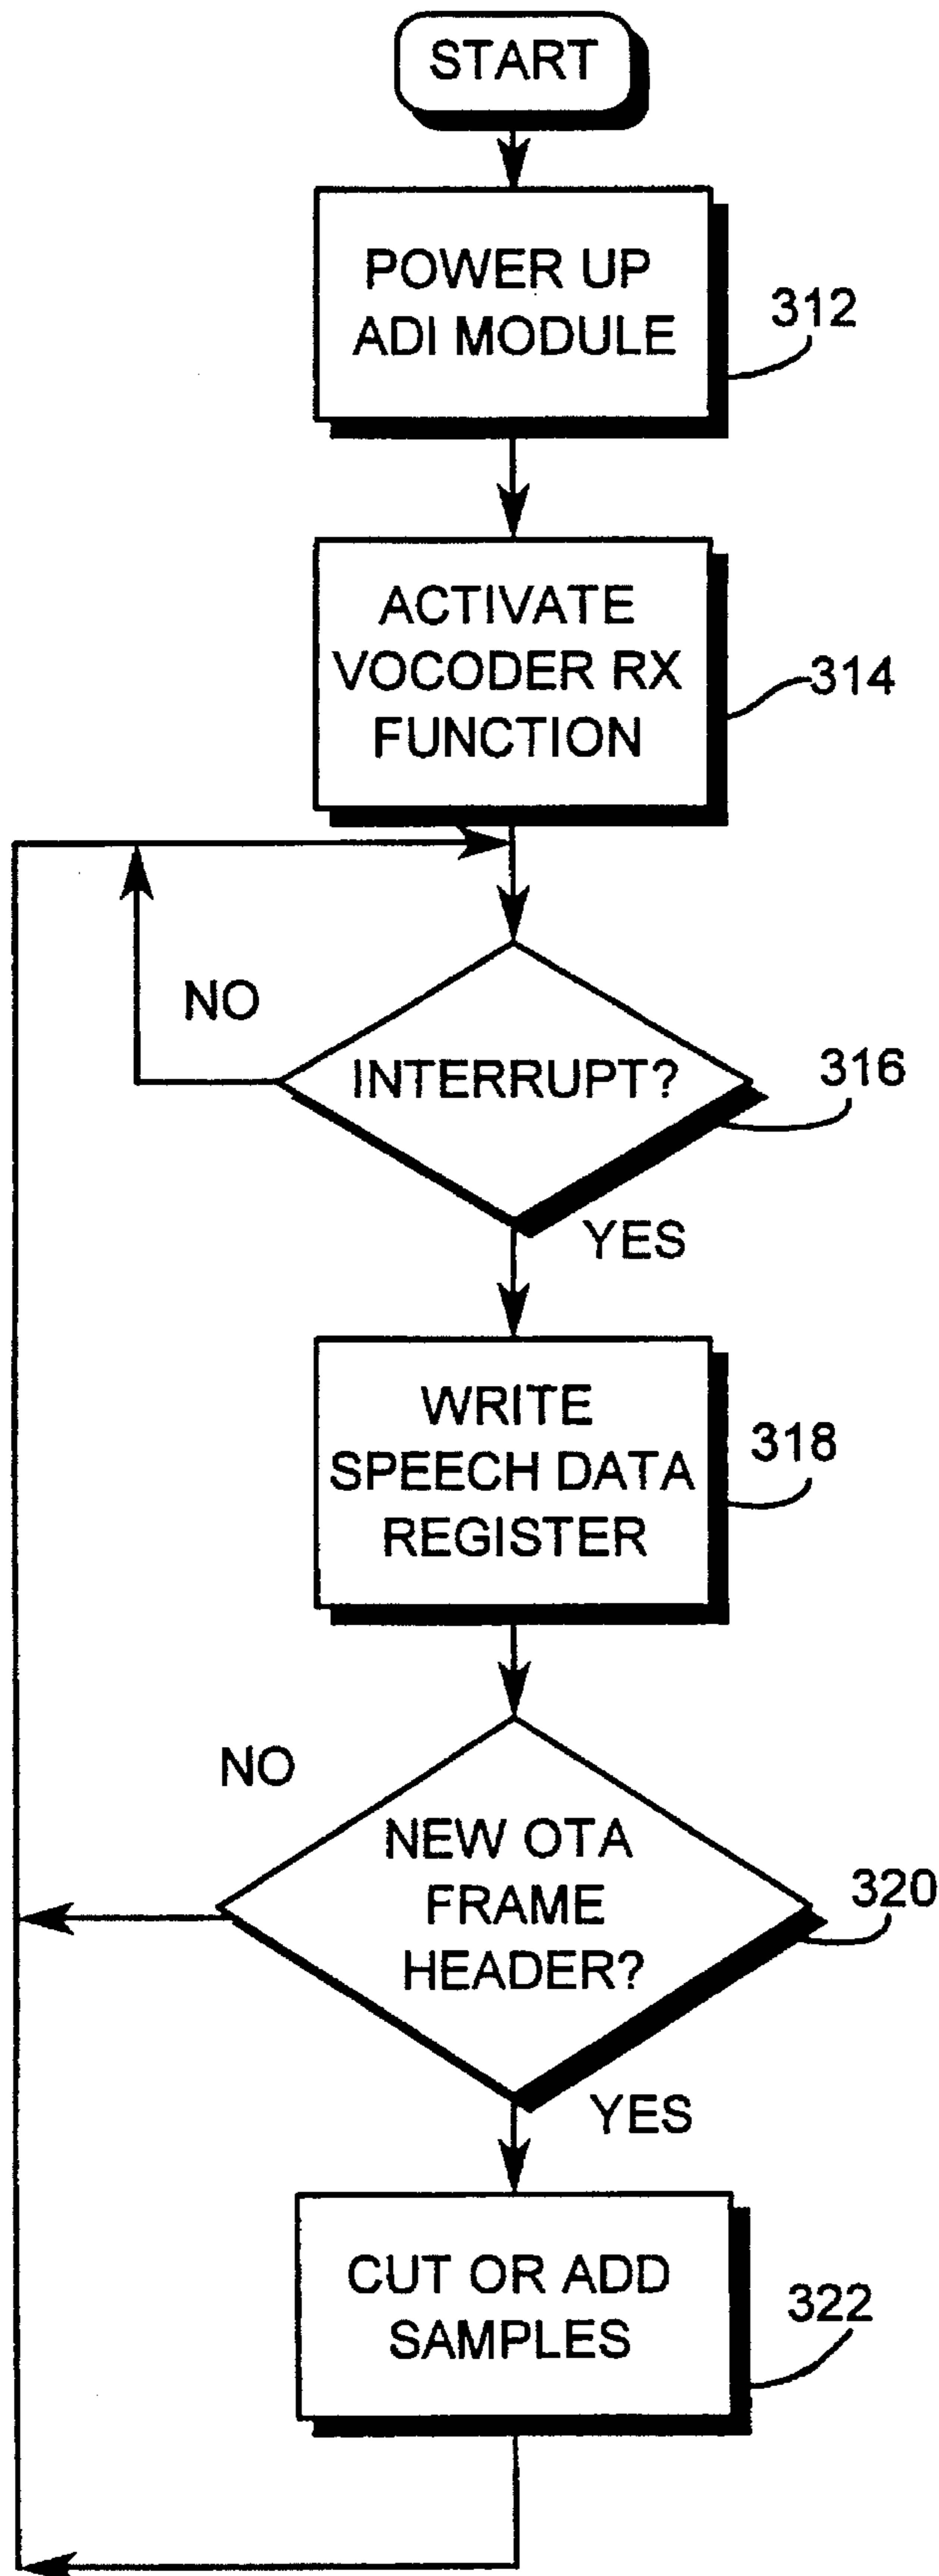 START
POWER UP
ADI MODULE
312
ACTIVATE
VOCODER RX
FUNCTION
314
NO
INTERRUPT?
316
YES
WRITE
SPEECH DATA
REGISTER
318
NO
NEW OTA
FRAME
HEADER?
320
YES
CUT OR ADD
SAMPLES
322